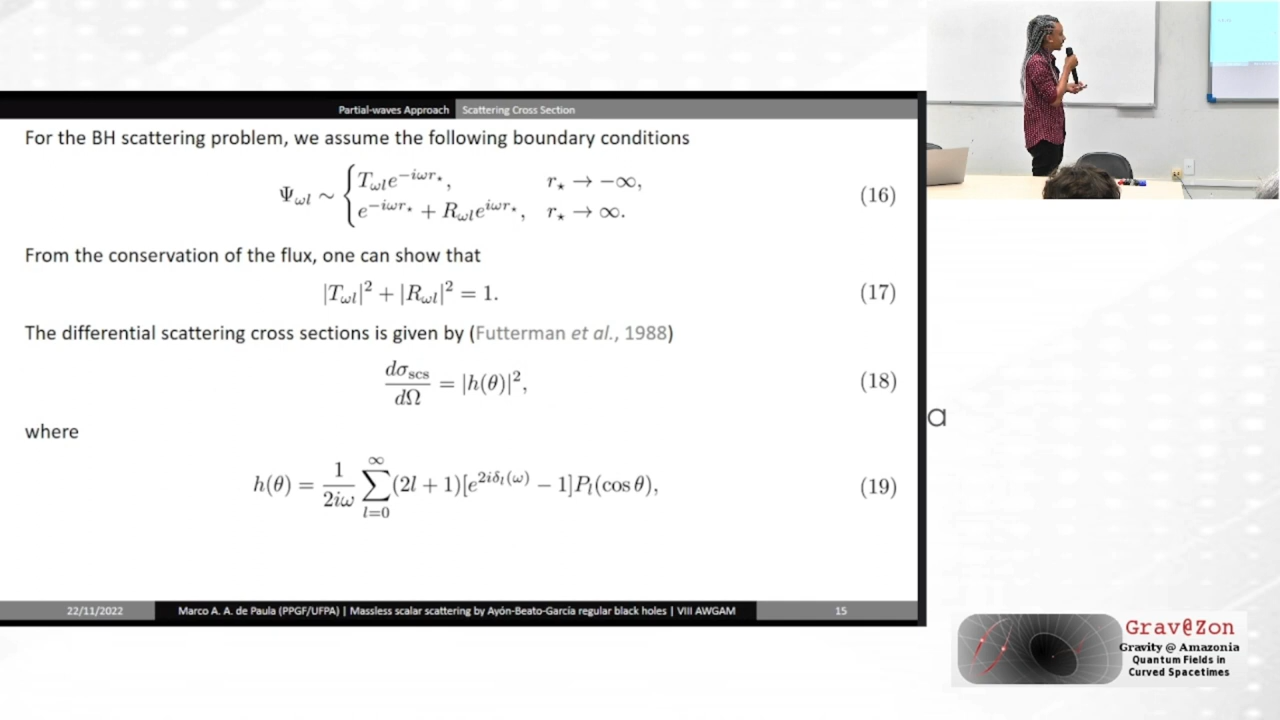 Partial-waves Approach Scattering Cross Section
For the BH scattering problem, we assume the following boundary conditions
Ψ_{ωl} ∼ { T_{ωl}e^{-iωr_⋆}, r_⋆ → −∞,
e^{-iωr_⋆} + R_{ωl}e^{iωr_⋆}, r_⋆ → ∞. (16)
From the conservation of the flux, one can show that
|T_{ωl}|² + |R_{ωl}|² = 1. (17)
The differential scattering cross sections is given by (Futterman et al., 1988)
dσ_{scs}/dΩ = |h(θ)|², (18)
where
h(θ) = 1/(2iω) ∑_{l=0}^{∞} (2l + 1)[e^{2iδ_l(ω)} − 1]P_l(cos θ), (19)
22/11/2022 Marco A. A. de Paula (PPGF/UFPA) | Massless scalar scattering by Ayón-Beato-García regular black holes | VIII AWGAM 15
a
Grav@Zon
Gravity @ Amazonia
Quantum Fields in
Curved Spacetimes